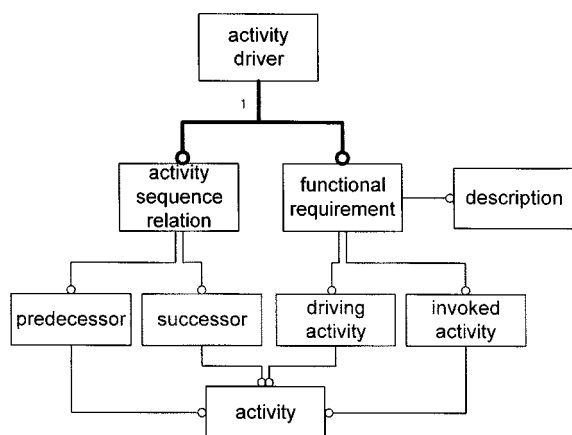 activity
driver
1
activity
sequence
relation
functional
requirement
description
predecessor
successor
driving
activity
invoked
activity
activity